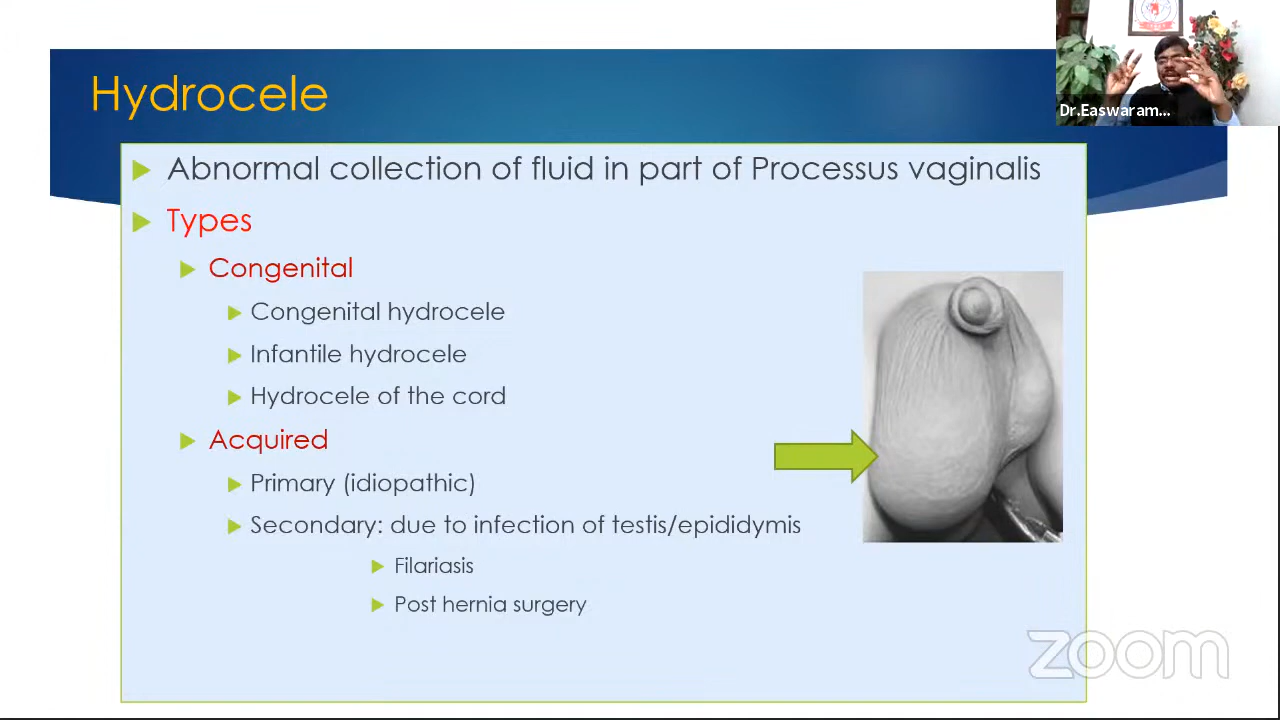 Hydrocele
Dr.Easwaram...
Abnormal collection of fluid in part of Processus vaginalis
Types
Congenital
Congenital hydrocele
Infantile hydrocele
Hydrocele of the cord
Acquired
Primary (idiopathic)
Secondary: due to infection of testis/epididymis
Filariasis
Post hernia surgery
zoom